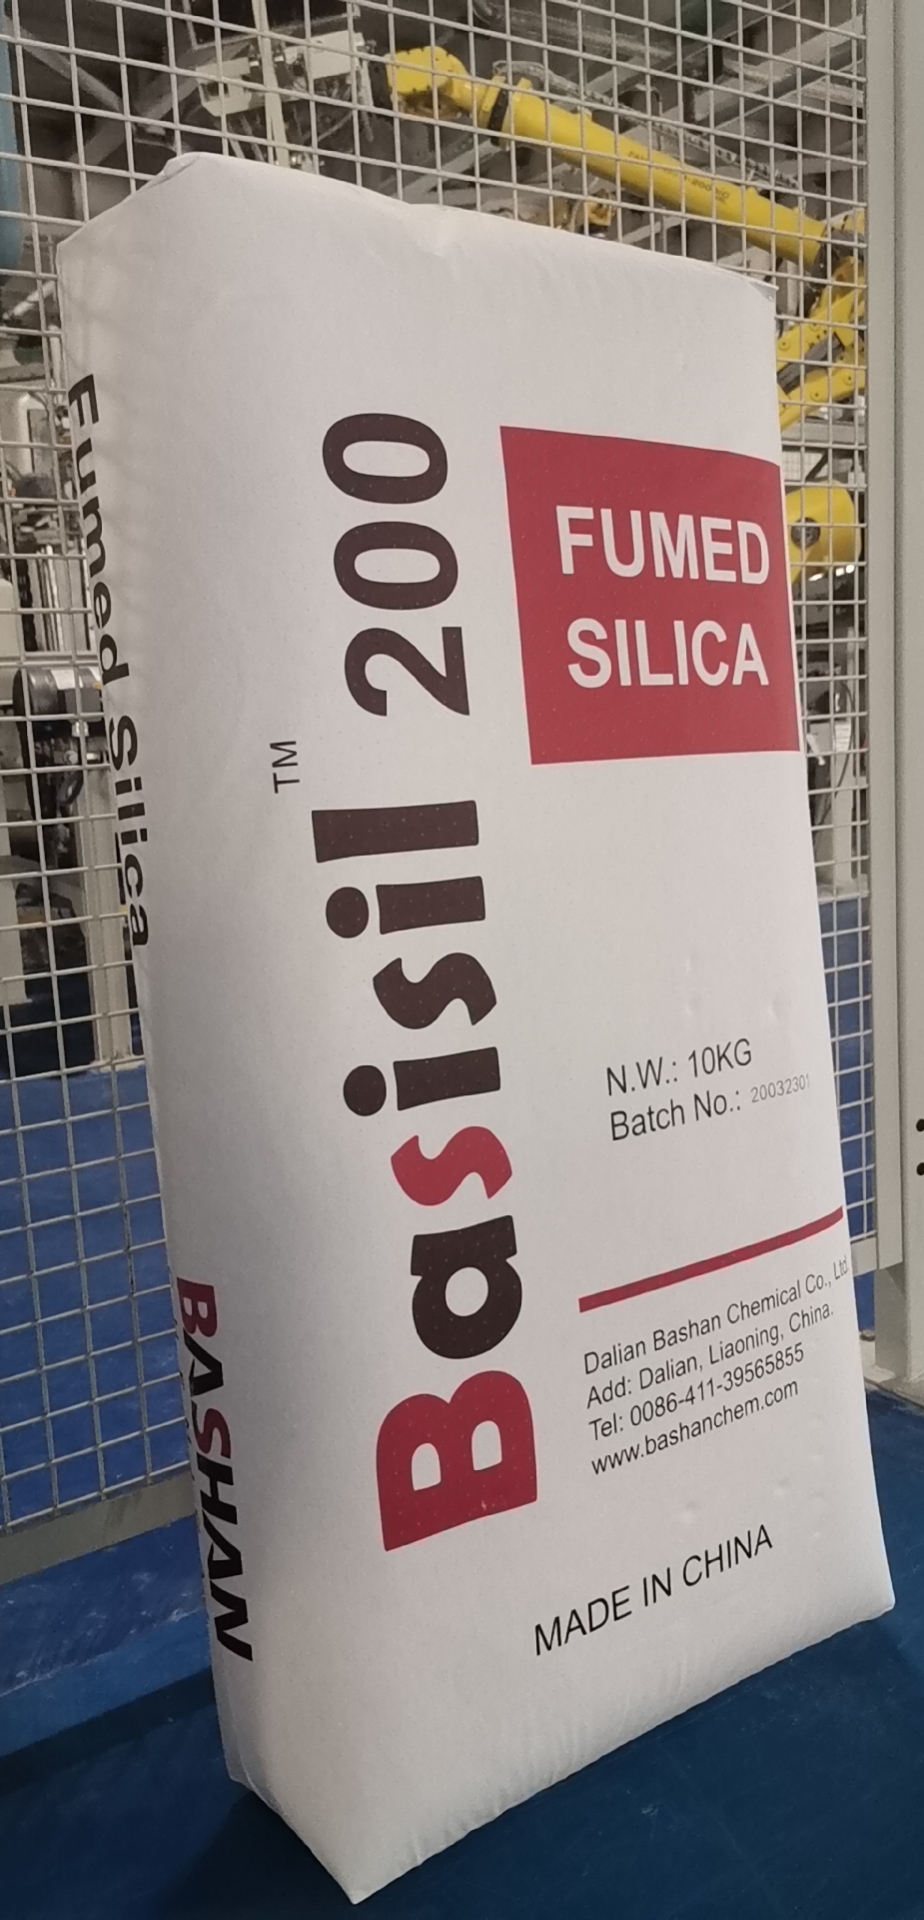 Fumed Silica
BASHAN
Basisil™ 200
FUMED
SILICA
N.W.: 10KG
Batch No.: 20032301
Dalian Bashan Chemical Co., Ltd.
Add: Dalian, Liaoning, China.
Tel: 0086-411-39565855
www.bashanchem.com
MADE IN CHINA